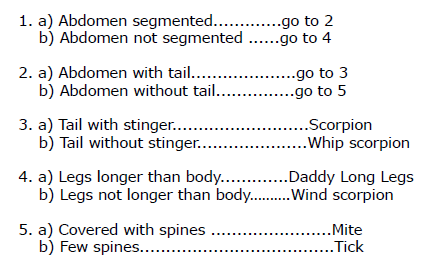 1. a) Abdomen segmented.............go to 2
b) Abdomen not segmented ......go to 4
2. a) Abdomen with tail....................go to 3
b) Abdomen without tail...............go to 5
3. a) Tail with stinger..........................Scorpion
b) Tail without stinger.....................Whip scorpion
4. a) Legs longer than body.............Daddy Long Legs
b) Legs not longer than body..........Wind scorpion
5. a) Covered with spines .......................Mite
b) Few spines.....................................Tick